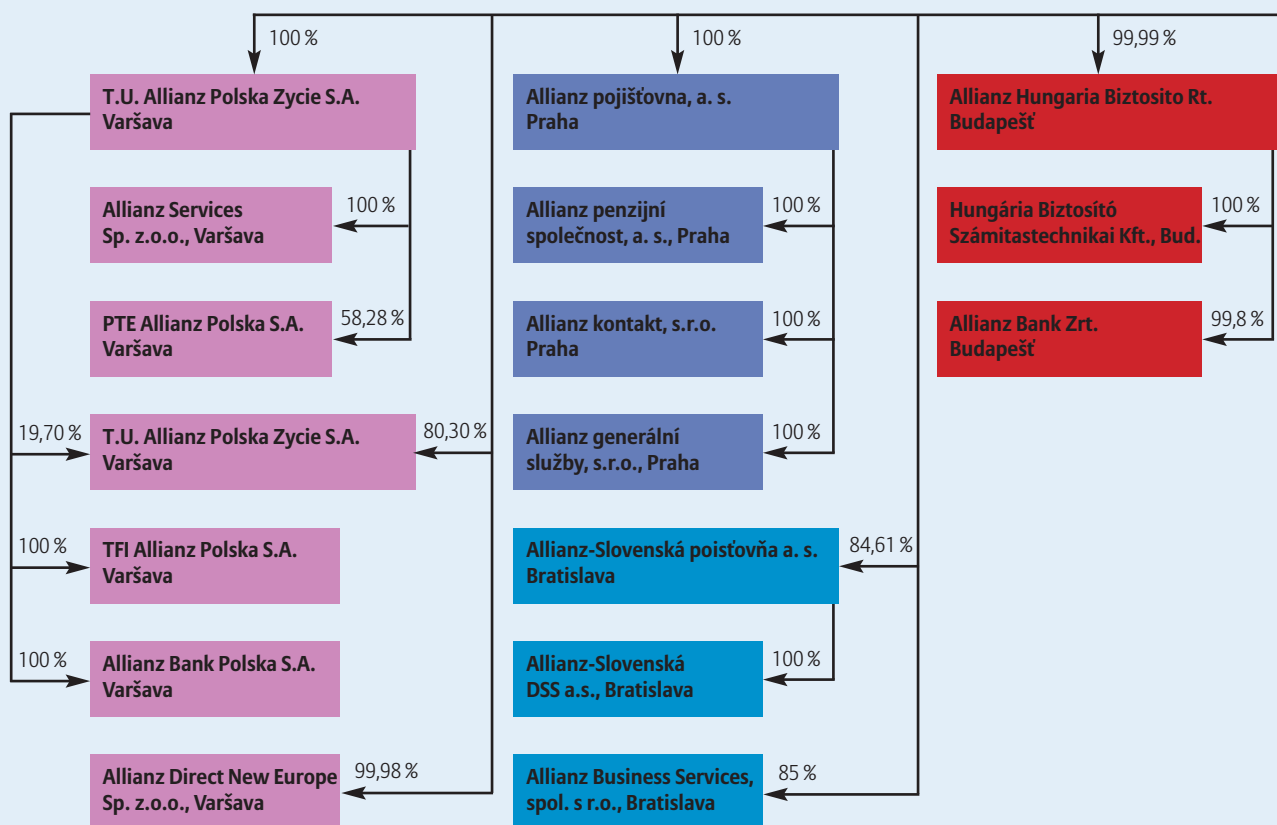 100 %
100 %
99,99 %
T.U. Allianz Polska Zycie S.A.
Varšava
Allianz pojišťovna, a. s.
Praha
Allianz Hungaria Biztosito Rt.
Budapešť
Allianz Services
Sp. z.o.o., Varšava
100 %
Allianz penzijní
společnost, a. s., Praha
100 %
Hungária Biztosító
Számitastechnikai Kft., Bud.
100 %
PTE Allianz Polska S.A.
Varšava
58,28 %
Allianz kontakt, s.r.o.
Praha
100 %
Allianz Bank Zrt.
Budapešť
99,8 %
19,70 %
T.U. Allianz Polska Zycie S.A.
Varšava
80,30 %
Allianz generální
služby, s.r.o., Praha
100 %
100 %
TFI Allianz Polska S.A.
Varšava
Allianz-Slovenská poisťovňa a. s.
Bratislava
84,61 %
100 %
Allianz Bank Polska S.A.
Varšava
Allianz-Slovenská
DSS a.s., Bratislava
100 %
Allianz Direct New Europe
Sp. z.o.o., Varšava
99,98 %
Allianz Business Services,
spol. s r.o., Bratislava
85 %